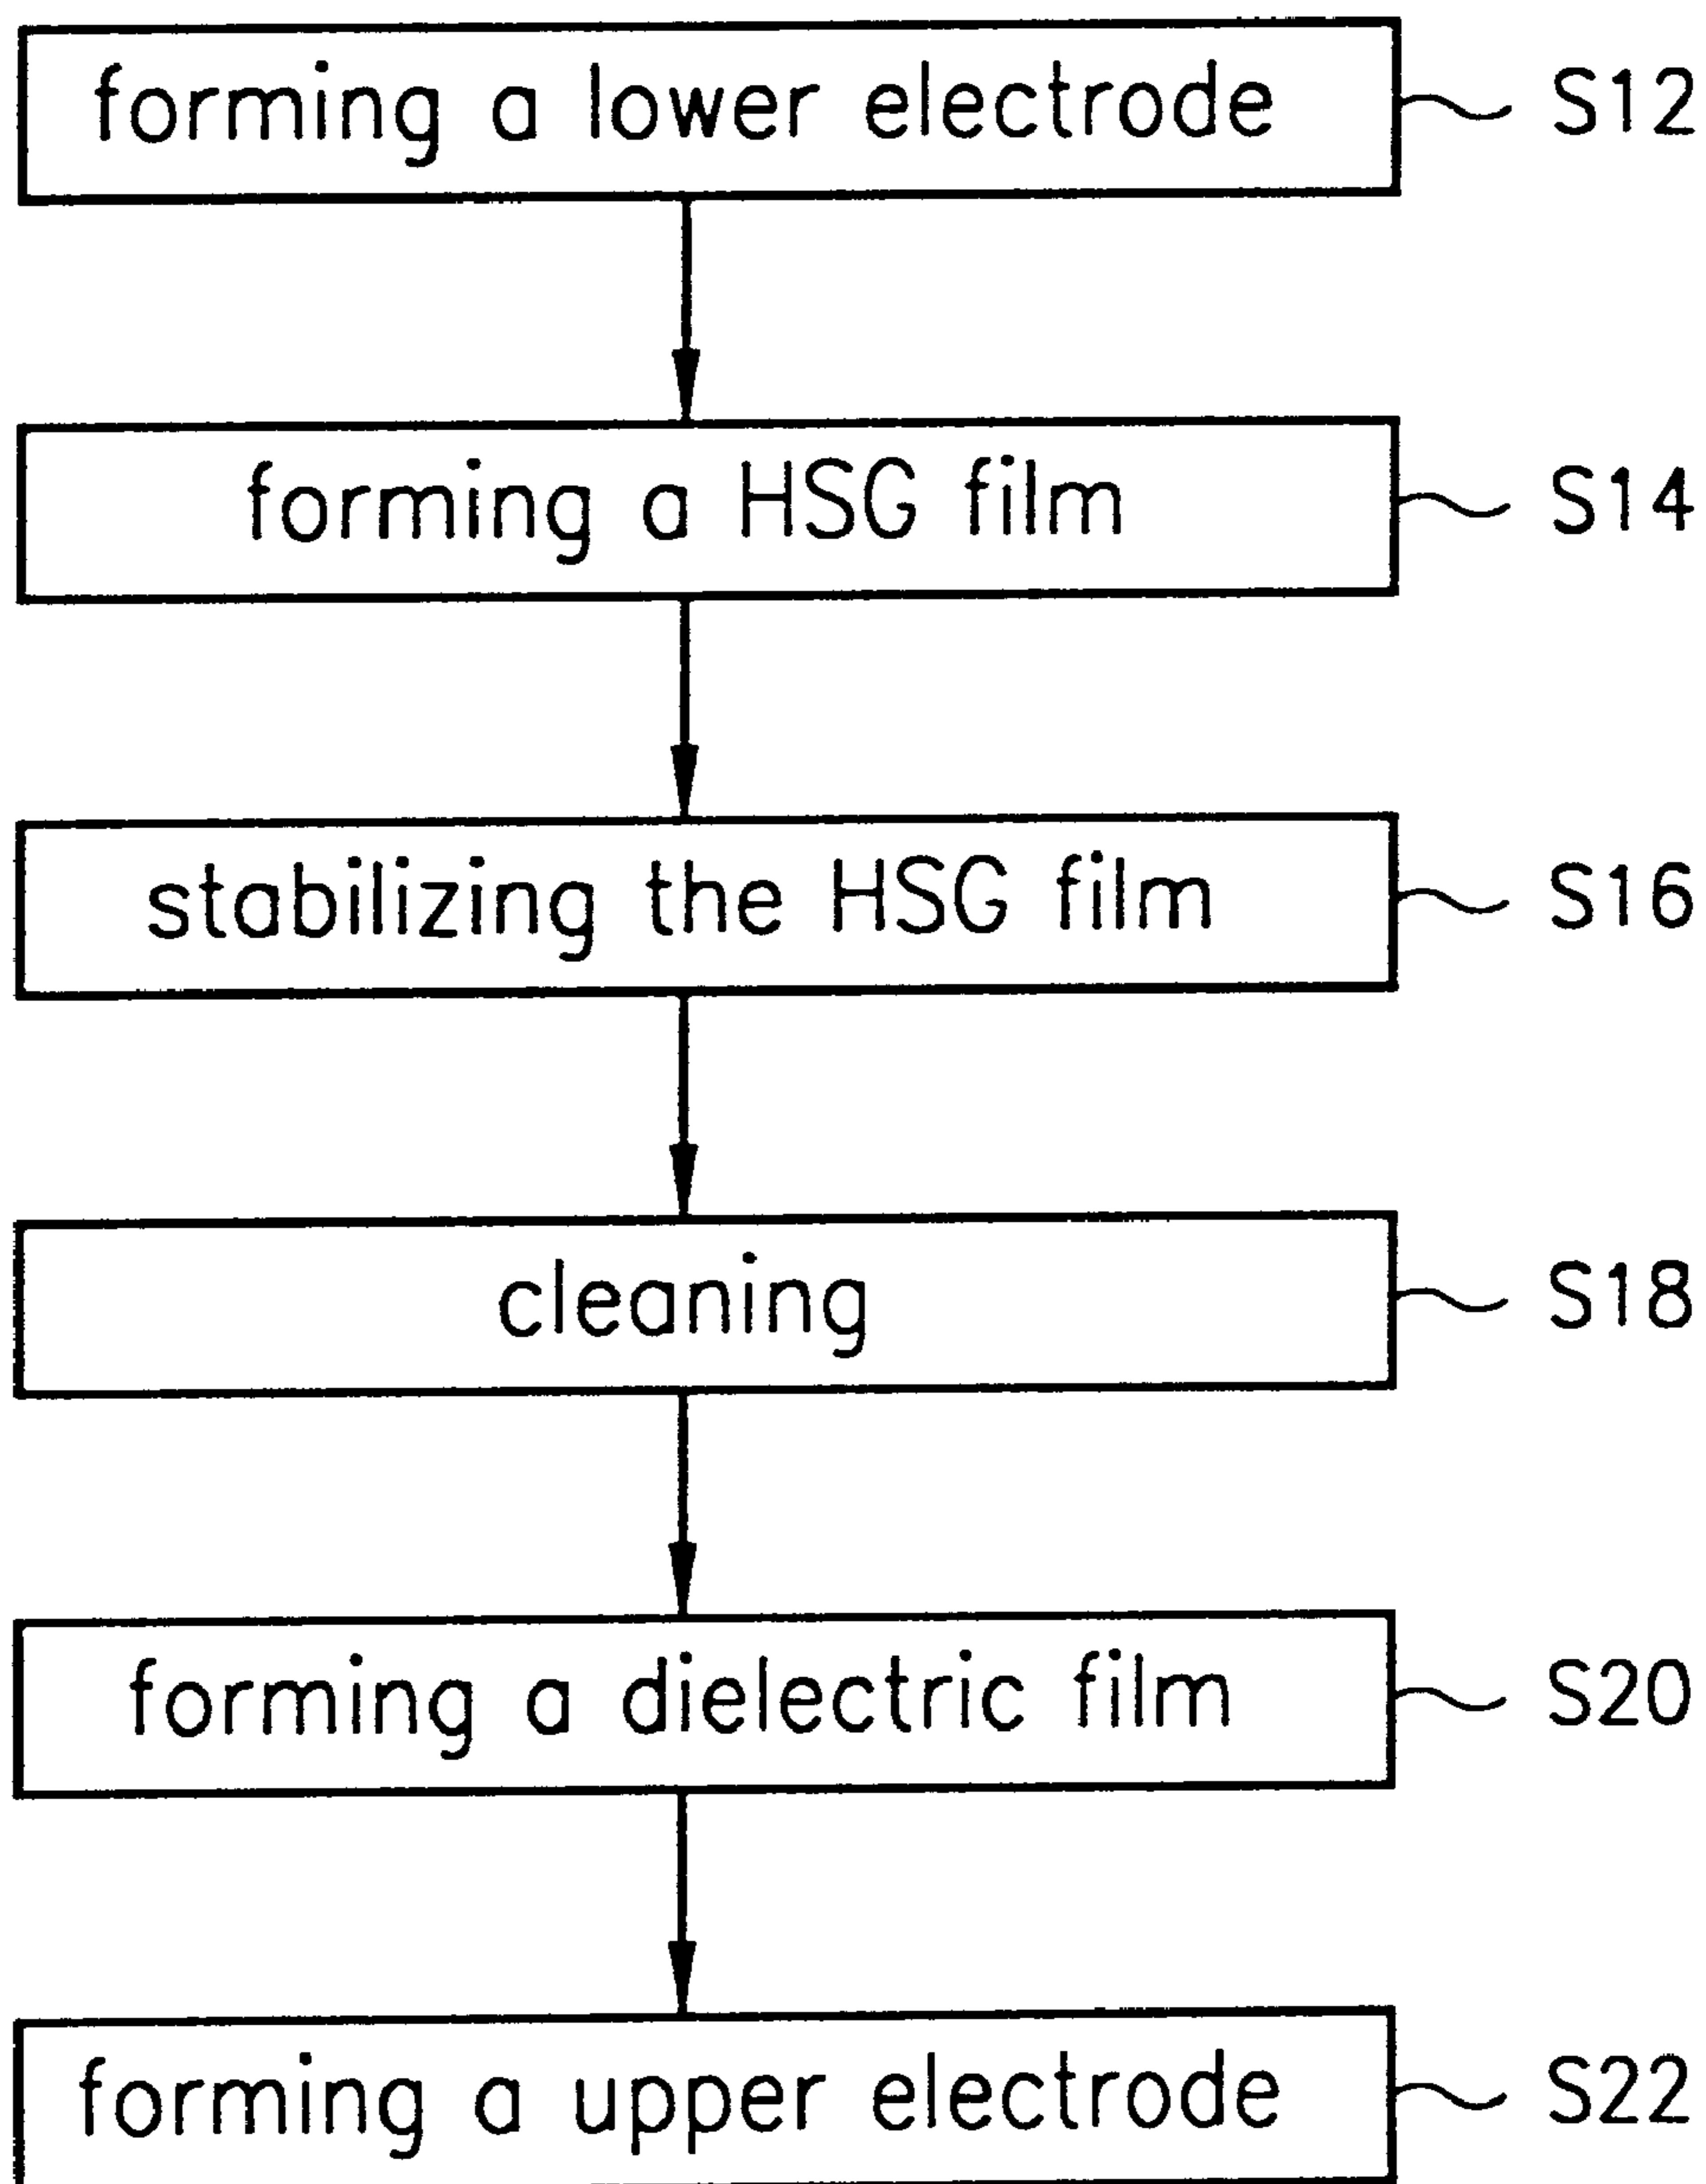 forming a lower electrode S12
forming a HSG film S14
stabilizing the HSG film S16
cleaning S18
forming a dielectric film S20
forming a upper electrode S22